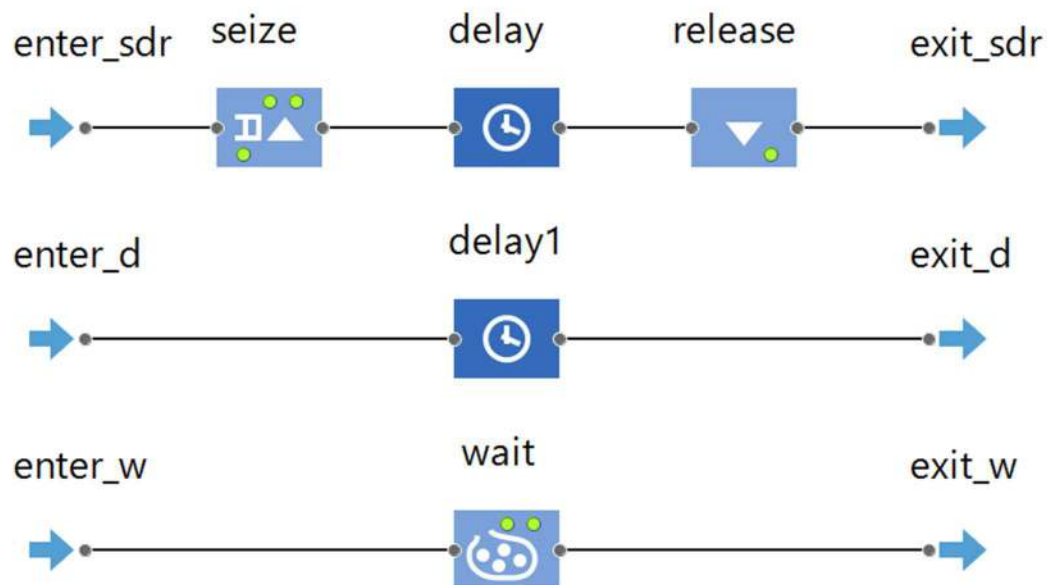 enter_sdr seize delay release exit_sdr
enter_d delay1 exit_d
enter_w wait exit_w